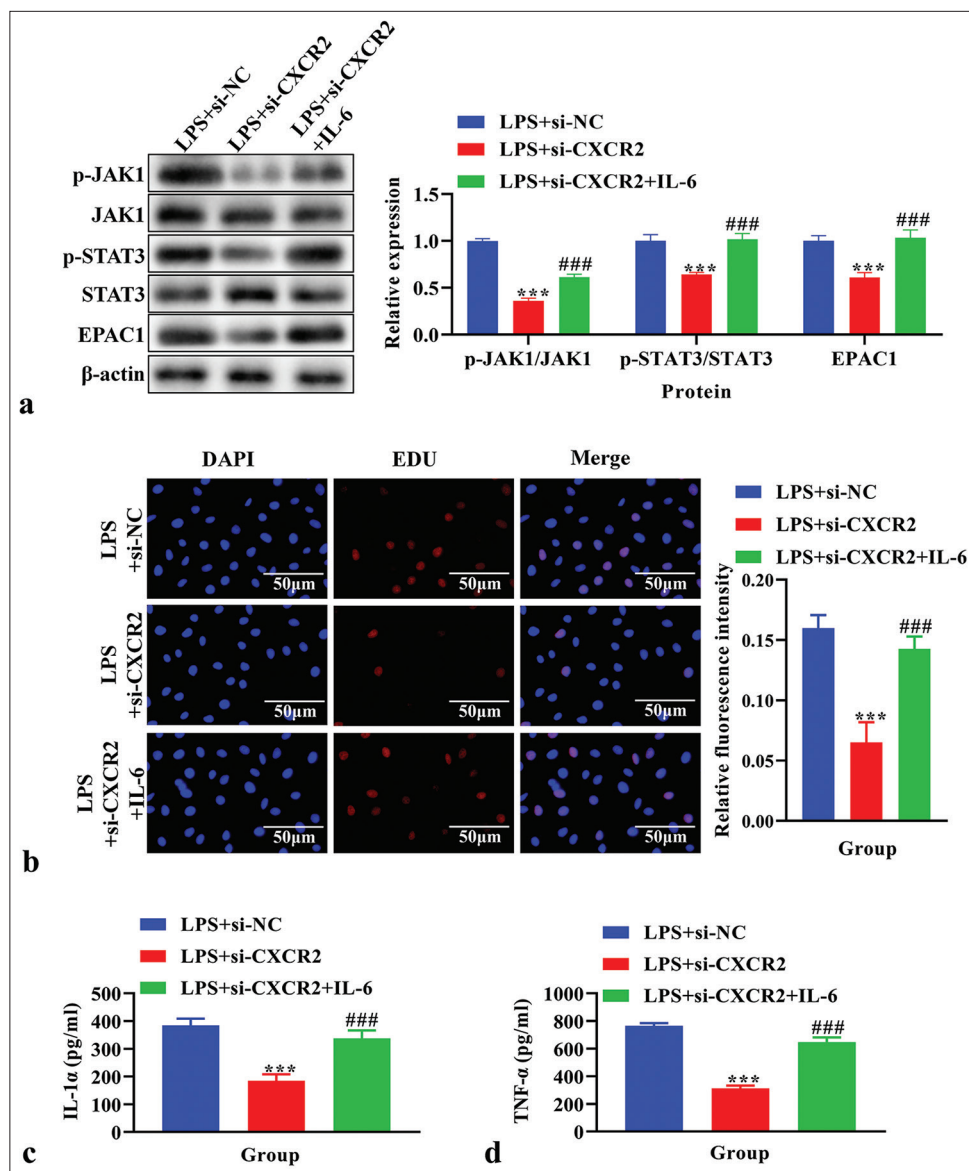 LPS+si-NC
LPS+si-CXCR2
LPS+si-CXCR2
+IL-6
p-JAK1
JAK1
p-STAT3
STAT3
EPAC1
β-actin
LPS+si-NC
LPS+si-CXCR2
LPS+si-CXCR2+IL-6
Relative expression
1.5
1.0
0.5
0.0
***
###
***
###
***
###
p-JAK1/JAK1
p-STAT3/STAT3
EPAC1
Protein
a
DAPI
EDU
Merge
LPS
+si-NC
50μm
50μm
50μm
LPS
+si-CXCR2
50μm
50μm
50μm
LPS
+si-CXCR2
+IL-6
50μm
50μm
50μm
LPS+si-NC
LPS+si-CXCR2
LPS+si-CXCR2+IL-6
Relative fluorescence intensity
0.20
0.15
0.10
0.05
0.00
***
###
Group
b
LPS+si-NC
LPS+si-CXCR2
LPS+si-CXCR2+IL-6
IL-1α (pg/ml)
500
400
300
200
100
0
***
###
Group
c
LPS+si-NC
LPS+si-CXCR2
LPS+si-CXCR2+IL-6
TNF-α (pg/ml)
1000
800
600
400
200
0
***
###
Group
d